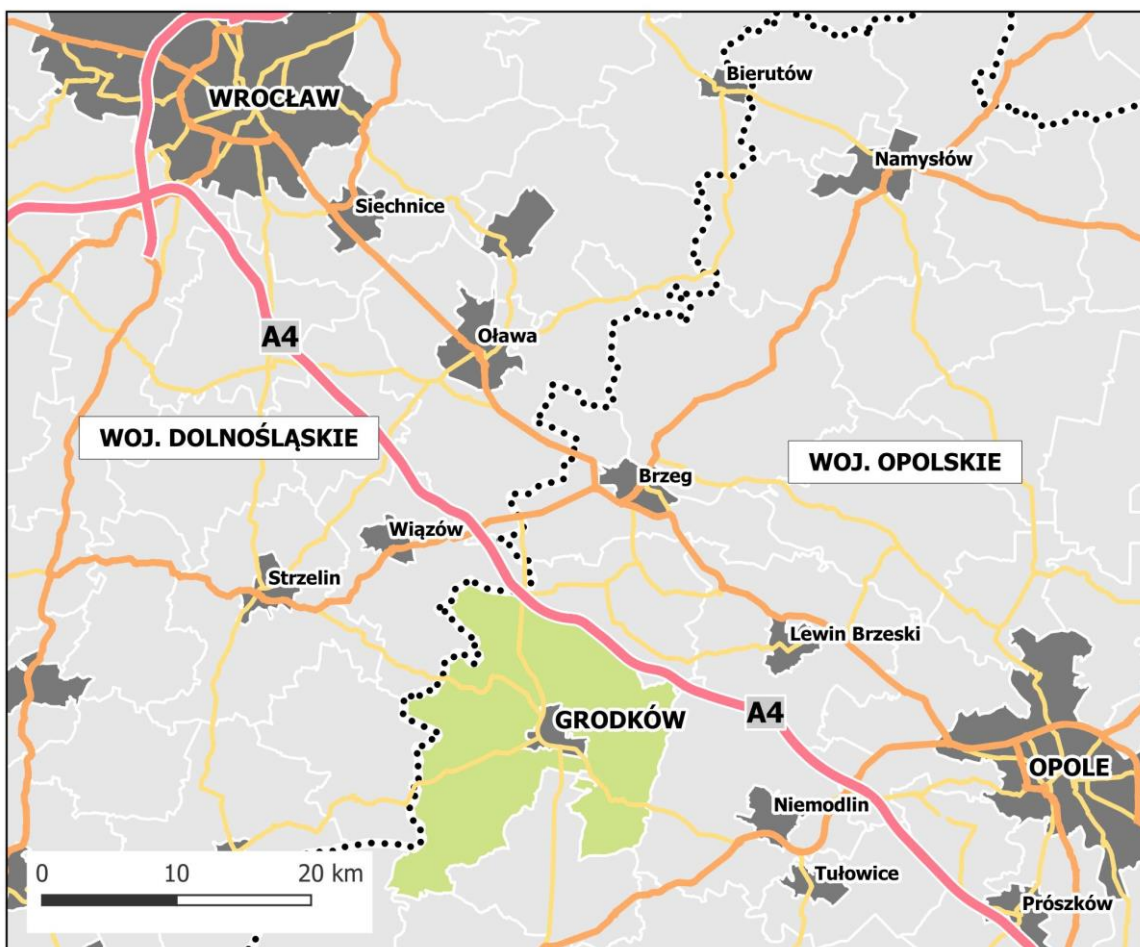 Bierutów
WROCŁAW
Namysłów
Siechnice
A4
Oława
WOJ. DOLNOŚLĄSKIE
WOJ. OPOLSKIE
Brzeg
Wiązów
Strzelin
Lewin Brzeski
GRODKÓW
A4
OPOLE
Niemodlin
Tułowice
Prószków
0 10 20 km